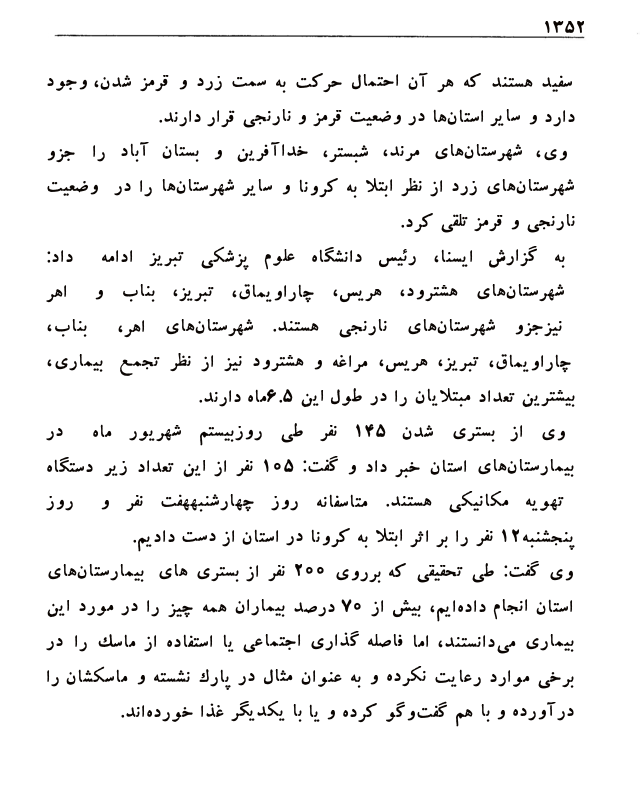 ۱۳۵۲
سفید هستند که هر آن احتمال حرکت به سمت زرد و قرمز شدن، وجود
دارد و سایر استان‌ها در وضعیت قرمز و نارنجی قرار دارند.
وی، شهرستان‌های مرند، شبستر، خداآفرین و بستان آباد را جزو
شهرستان‌های زرد از نظر ابتلا به کرونا و سایر شهرستان‌ها را در وضعیت
نارنجی و قرمز تلقی کرد.
به گزارش ایسنا، رئیس دانشگاه علوم پزشکی تبریز ادامه داد:
شهرستان‌های هشترود، هریس، چاراویماق، تبریز، بناب و اهر
نیزجزو شهرستان‌های نارنجی هستند. شهرستان‌های اهر، بناب،
چاراویماق، تبریز، هریس، مراغه و هشترود نیز از نظر تجمع بیماری،
بیشترین تعداد مبتلایان را در طول این ۶.۵ماه دارند.
وی از بستری شدن ۱۴۵ نفر طی روزبیستم شهریور ماه در
بیمارستان‌های استان خبر داد و گفت: ۱۰۵ نفر از این تعداد زیر دستگاه
تهویه مکانیکی هستند. متاسفانه روز چهارشنبههفت نفر و روز
پنجشنبه۱۲ نفر را بر اثر ابتلا به کرونا در استان از دست دادیم.
وی گفت: طی تحقیقی که برروی ۲۰۰ نفر از بستری های بیمارستان‌های
استان انجام داده‌ایم، بیش از ۷۰ درصد بیماران همه چیز را در مورد این
بیماری می‌دانستند، اما فاصله گذاری اجتماعی یا استفاده از ماسک را در
برخی موارد رعایت نکرده و به عنوان مثال در پارک نشسته و ماسکشان را
درآورده و با هم گفت‌وگو کرده و یا با یکدیگر غذا خورده‌اند.